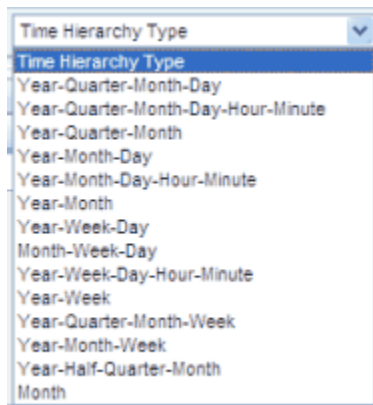 Time Hierarchy Type
Time Hierarchy Type
Year-Quarter-Month-Day
Year-Quarter-Month-Day-Hour-Minute
Year-Quarter-Month
Year-Month-Day
Year-Month-Day-Hour-Minute
Year-Month
Year-Week-Day
Month-Week-Day
Year-Week-Day-Hour-Minute
Year-Week
Year-Quarter-Month-Week
Year-Month-Week
Year-Half-Quarter-Month
Month